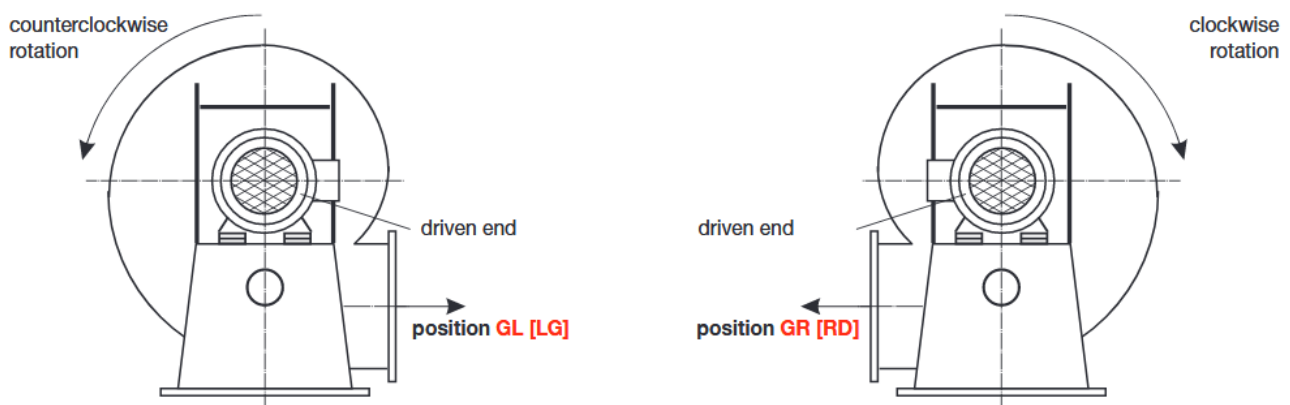 counterclockwise
rotation
driven end
position GL [LG]
clockwise
rotation
driven end
position GR [RD]